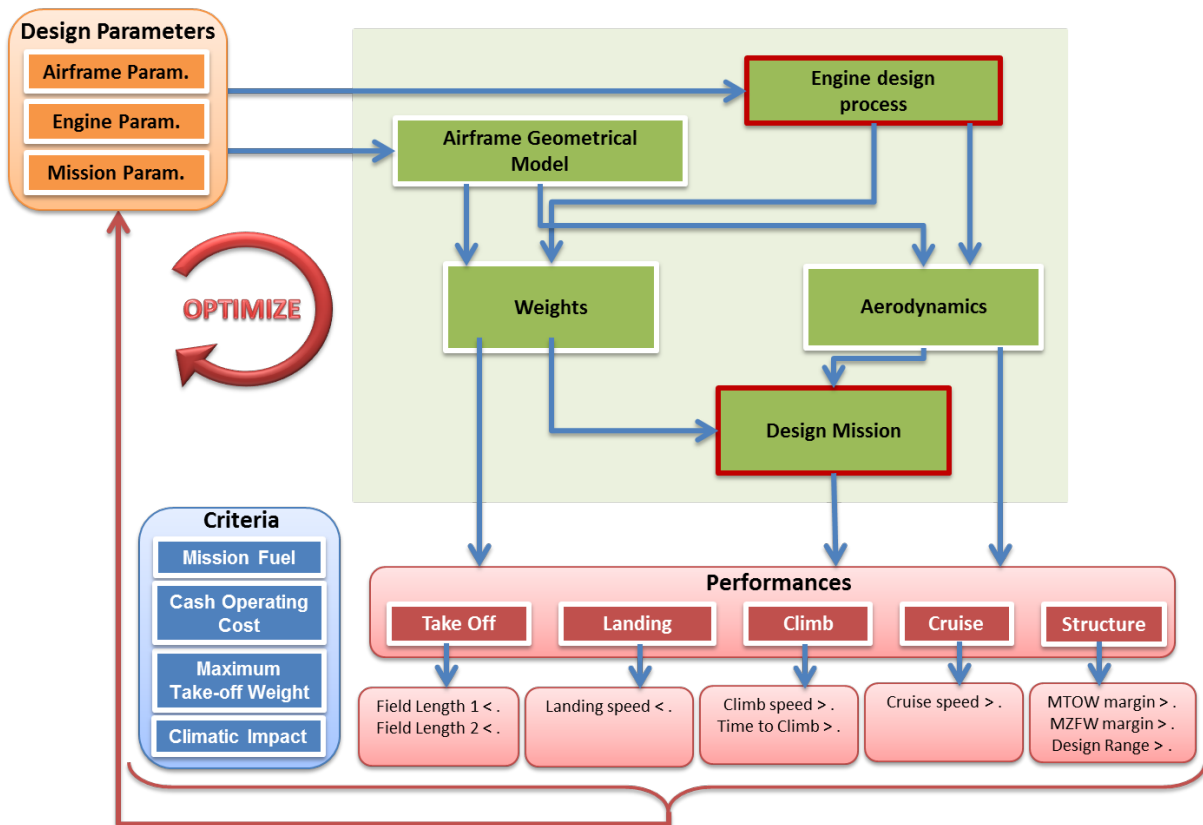 Design Parameters
Airframe Param.
Engine Param.
Mission Param.
Engine design
process
Airframe Geometrical
Model
OPTIMIZE
Weights
Aerodynamics
Design Mission
Criteria
Mission Fuel
Cash Operating
Cost
Maximum
Take-off Weight
Climatic Impact
Performances
Take Off
Landing
Climb
Cruise
Structure
Field Length 1 < .
Field Length 2 < .
Landing speed < .
Climb speed > .
Time to Climb > .
Cruise speed > .
MTOW margin > .
MZFW margin > .
Design Range > .